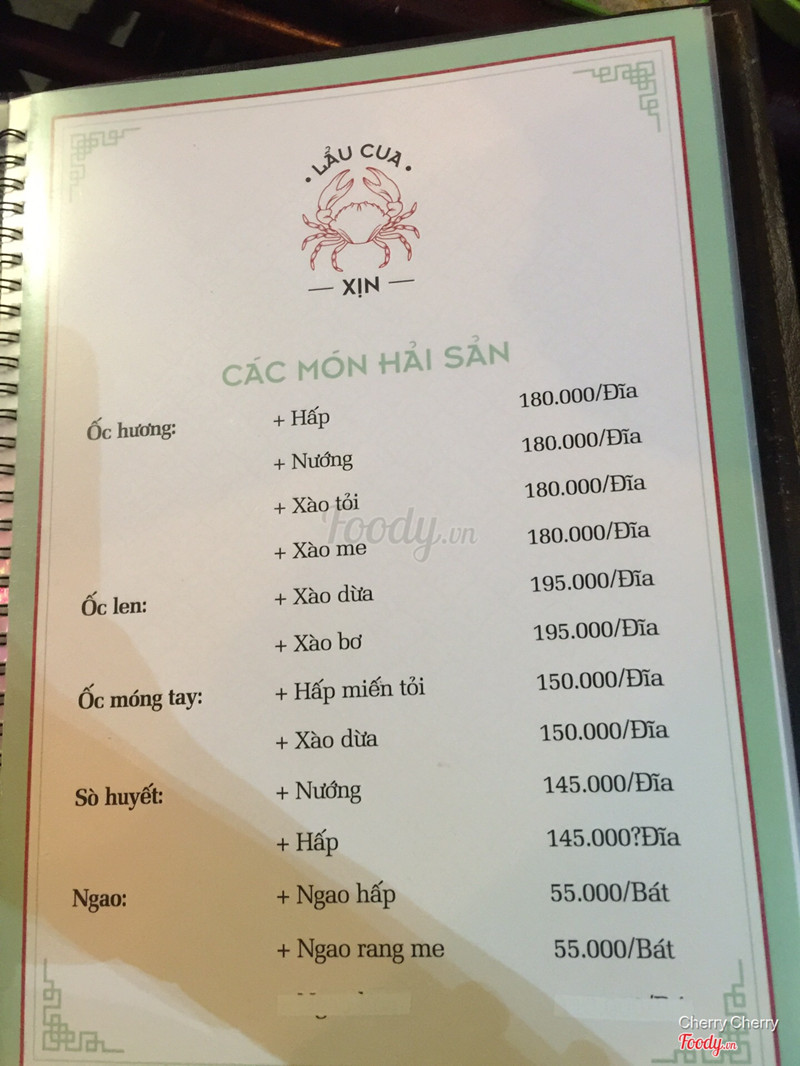 LẨU CUA
XỊN
CÁC MÓN HẢI SẢN
Ốc hương: + Hấp 180.000/Đĩa
+ Nướng 180.000/Đĩa
+ Xào tỏi 180.000/Đĩa
Foody.vn
+ Xào me 180.000/Đĩa
Ốc len: + Xào dừa 195.000/Đĩa
+ Xào bơ 195.000/Đĩa
Ốc móng tay: + Hấp miến tỏi 150.000/Đĩa
+ Xào dừa 150.000/Đĩa
Sò huyết: + Nướng 145.000/Đĩa
+ Hấp 145.000?Đĩa
Ngao: + Ngao hấp 55.000/Bát
+ Ngao rang me 55.000/Bát
Cherry Cherry
Foody.vn